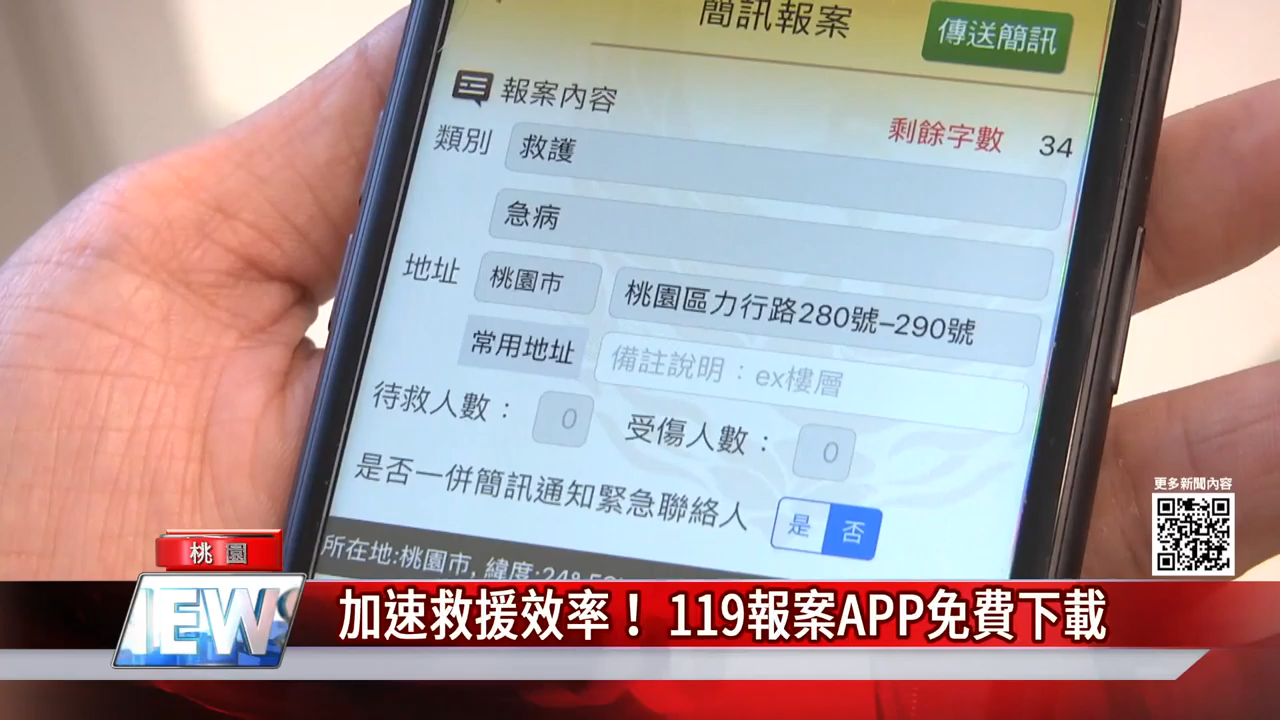 簡訊報案
傳送簡訊
報案內容
剩餘字數 34
類別 救護
急病
地址 桃園市 桃園區力行路280號–290號
常用地址 備註說明：ex樓層
待救人數： 0 受傷人數： 0
是否一併簡訊通知緊急聯絡人 是 否
所在地:桃園市, 緯度:24°
更多新聞內容
桃園
EW
加速救援效率！ 119報案APP免費下載